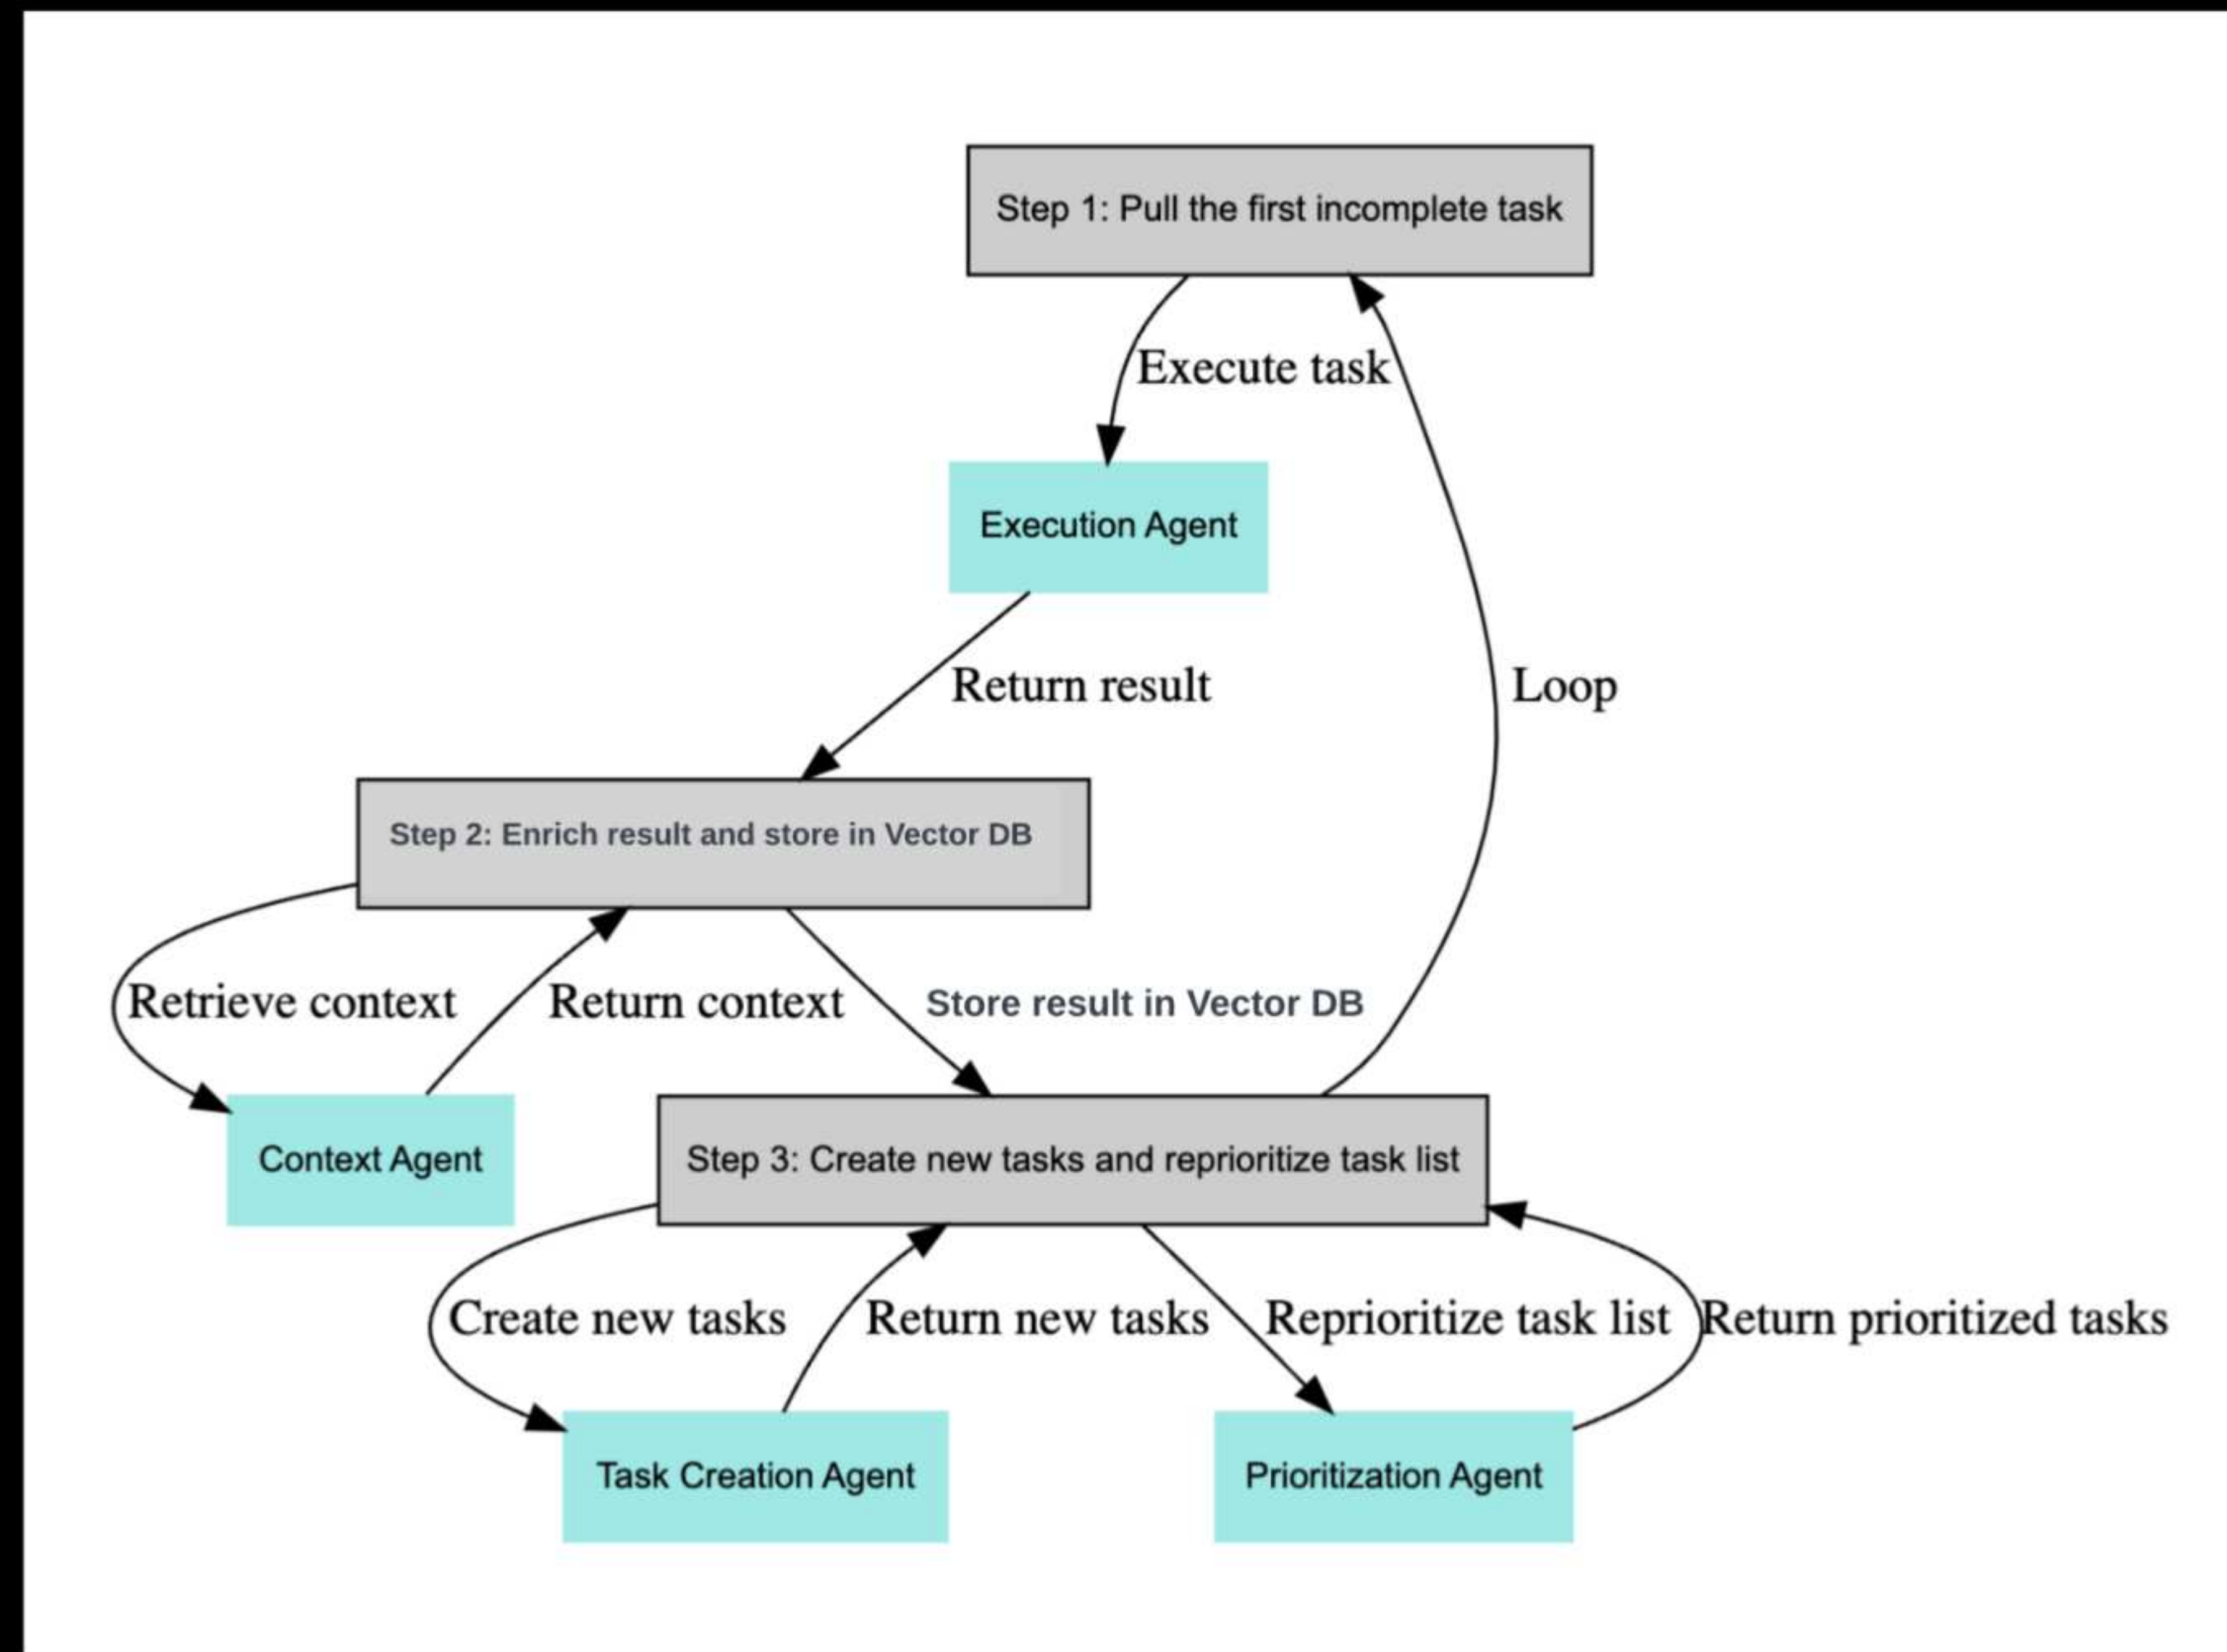 Step 1: Pull the first incomplete task
Execute task
Execution Agent
Return result
Loop
Step 2: Enrich result and store in Vector DB
Retrieve context
Return context
Store result in Vector DB
Context Agent
Step 3: Create new tasks and reprioritize task list
Create new tasks
Return new tasks
Reprioritize task list
Return prioritized tasks
Task Creation Agent
Prioritization Agent